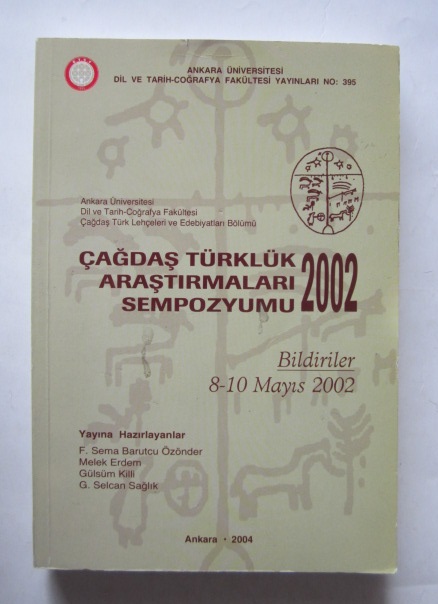 ANKARA ÜNİVERSİTESİ
DİL VE TARİH-COĞRAFYA FAKÜLTESİ YAYINLARI NO: 395
Ankara Üniversitesi
Dil ve Tarih-Coğrafya Fakültesi
Çağdaş Türk Lehçeleri ve Edebiyatları Bölümü
ÇAĞDAŞ TÜRKLÜK
ARAŞTIRMALARI 2002
SEMPOZYUMU
Bildiriler
8-10 Mayıs 2002
Yayına Hazırlayanlar
F. Sema Barutcu Özönder
Melek Erdem
Gülsüm Killi
G. Selcan Sağlık
Ankara · 2004